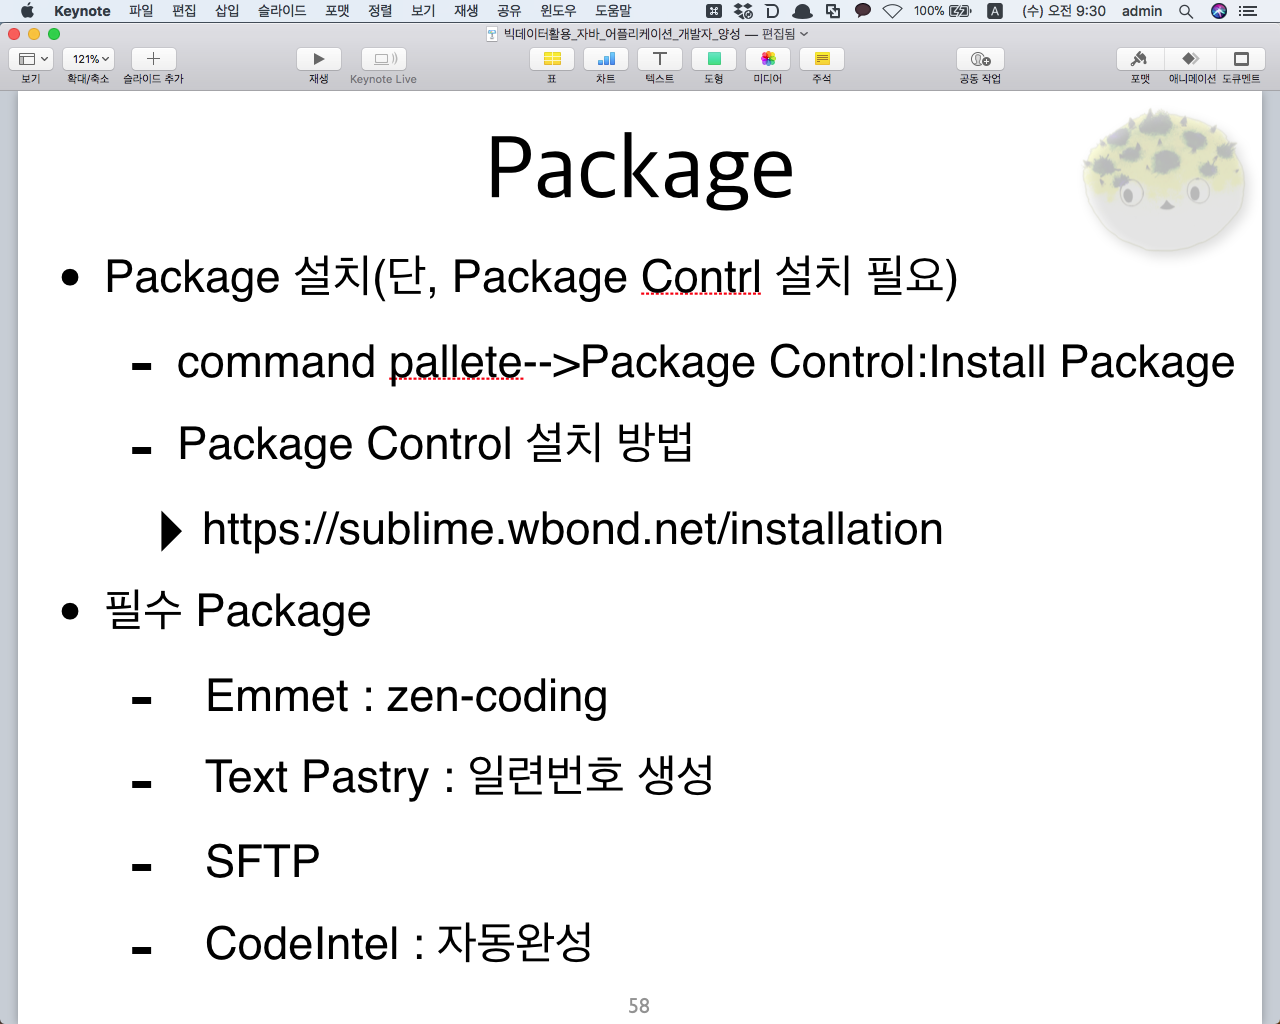 Keynote 파일 편집 삽입 슬라이드 포맷 정렬 보기 재생 공유 윈도우 도움말 100% A (수) 오전 9:30 admin
빅데이터활용_자바_어플리케이션_개발자_양성 — 편집됨
121%
보기 확대/축소 슬라이드 추가 재생 Keynote Live 표 차트 텍스트 도형 미디어 주석 공동 작업 포맷 애니메이션 도큐멘트
Package
• Package 설치(단, Package Contrl 설치 필요)
- command pallete-->Package Control:Install Package
- Package Control 설치 방법
▶ https://sublime.wbond.net/installation
• 필수 Package
- Emmet : zen-coding
- Text Pastry : 일련번호 생성
- SFTP
- CodeIntel : 자동완성
58